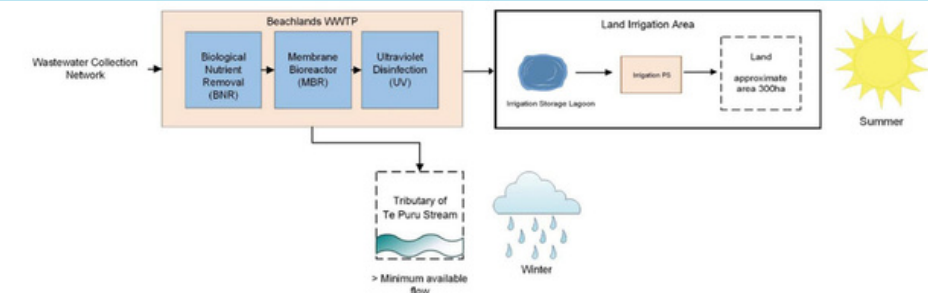 Beachlands WWTP
Wastewater Collection
Network
Biological
Nutrient
Removal
(BNR)
Membrane
Bioreactor
(MBR)
Ultraviolet
Disinfection
(UV)
Land Irrigation Area
Irrigation Storage Lagoon
Irrigation PS
Land
approximate
area 300ha
Summer
Tributary of
Te Puru Stream
> Minimum available
flow
Winter